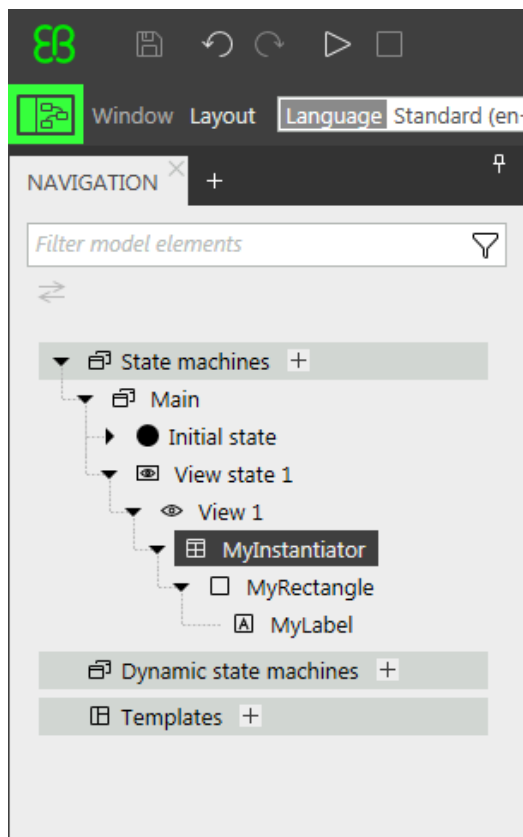 EB
Window Layout Language Standard (en-
NAVIGATION
Filter model elements
State machines
Main
Initial state
View state 1
View 1
MyInstantiator
MyRectangle
A MyLabel
Dynamic state machines
Templates